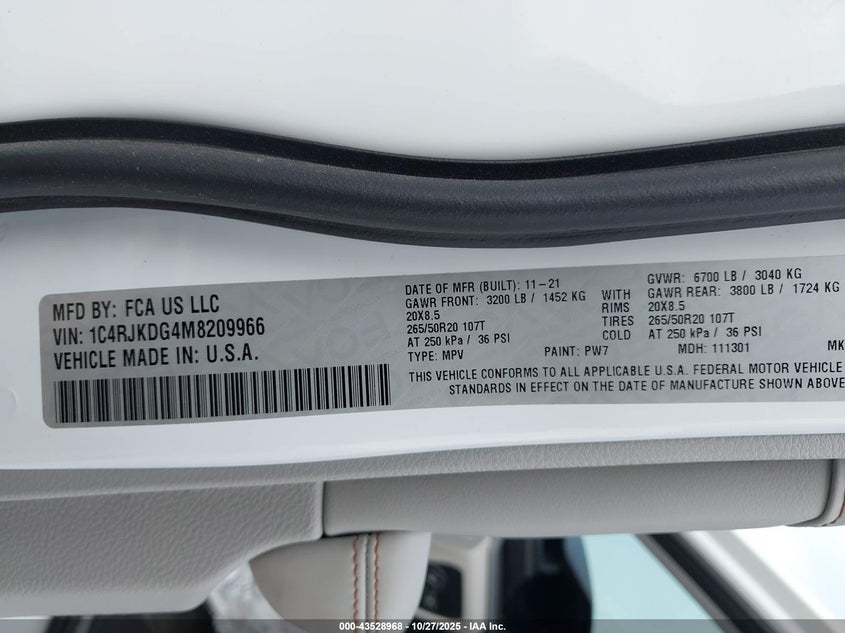 MFD BY: FCA US LLC
VIN: 1C4RJKDG4M8209966
VEHICLE MADE IN: U.S.A.
DATE OF MFR (BUILT): 11-21
GVWR: 6700 LB / 3040 KG
GAWR FRONT: 3200 LB / 1452 KG WITH GAWR REAR: 3800 LB / 1724 KG
20X8.5 RIMS 20X8.5
265/50R20 107T TIRES 265/50R20 107T
AT 250 kPa / 36 PSI COLD AT 250 kPa / 36 PSI
TYPE: MPV PAINT: PW7 MDH: 111301 MK
THIS VEHICLE CONFORMS TO ALL APPLICABLE U.S.A. FEDERAL MOTOR VEHICLE
STANDARDS IN EFFECT ON THE DATE OF MANUFACTURE SHOWN ABOVE
000-43528968 - 10/27/2025 - IAA Inc.